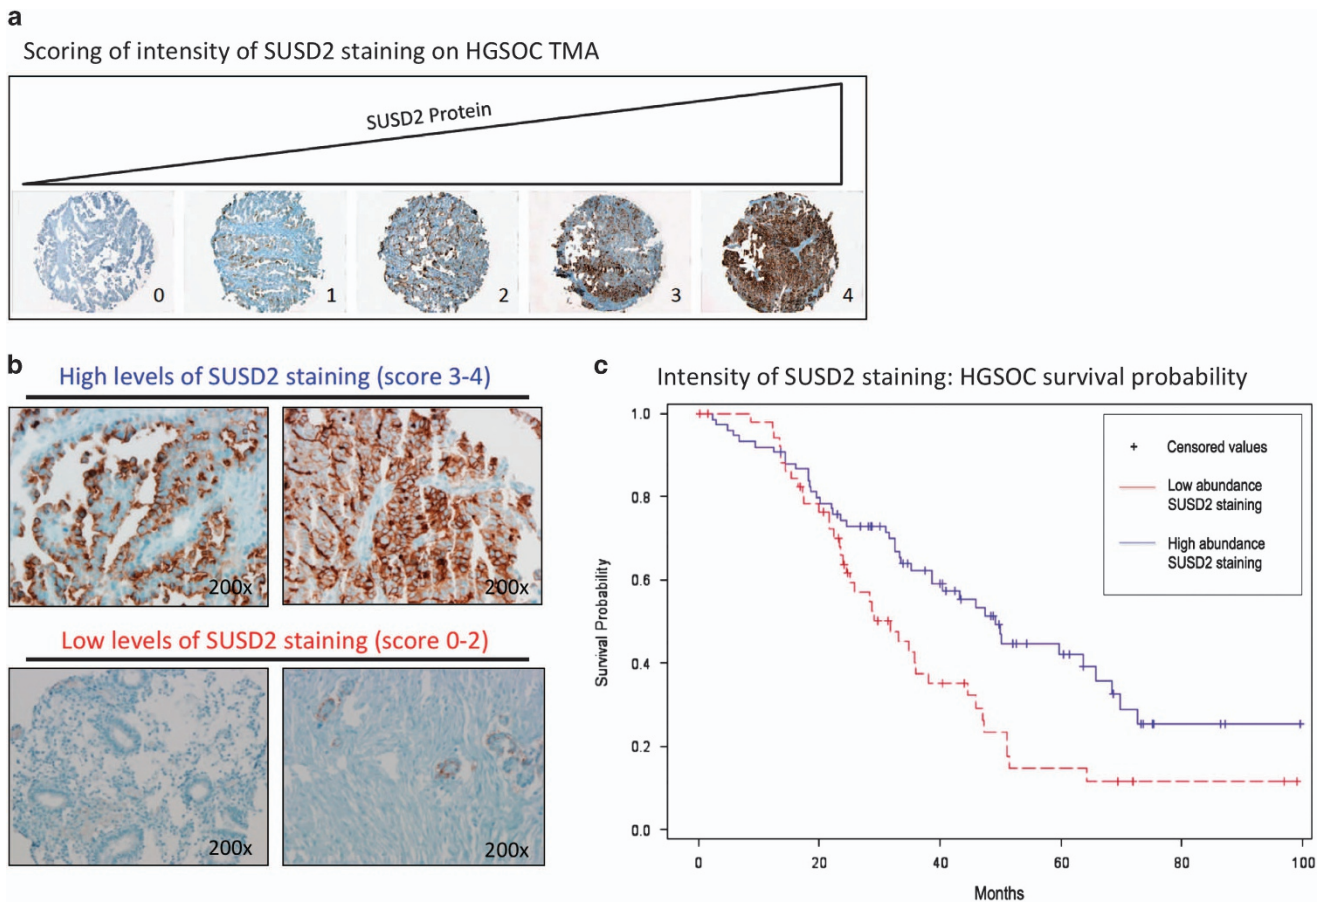 a
Scoring of intensity of SUSD2 staining on HGSOC TMA
SUSD2 Protein
0
1
2
3
4
b
High levels of SUSD2 staining (score 3-4)
200x
200x
Low levels of SUSD2 staining (score 0-2)
200x
200x
c
Intensity of SUSD2 staining: HGSOC survival probability
Survival Probability
1.0
0.8
0.6
0.4
0.2
0.0
0
20
40
60
80
100
Months
+ Censored values
Low abundance
SUSD2 staining
High abundance
SUSD2 staining